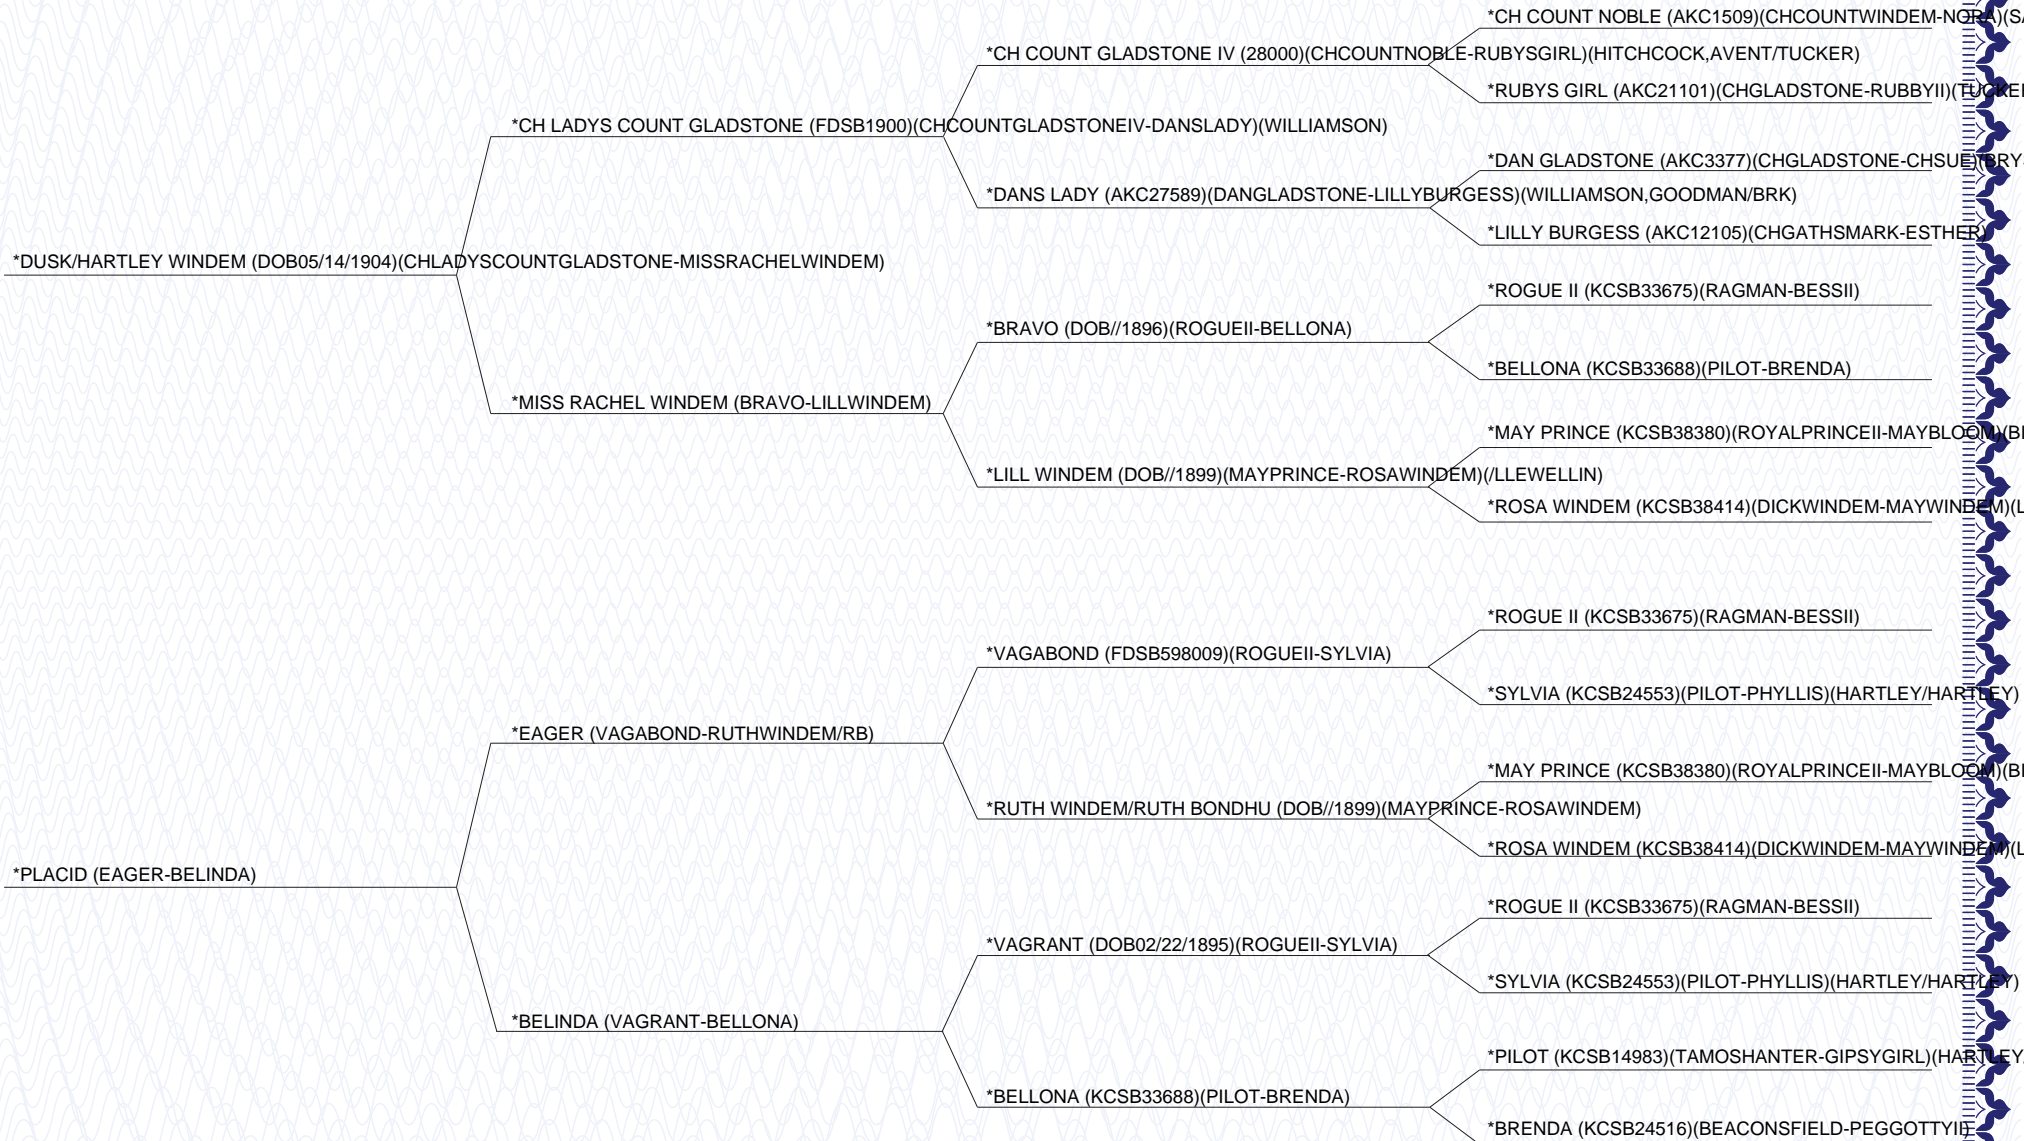 *CH COUNT NOBLE (AKC1509)(CHCOUNTWINDEM-NORA)
*CH COUNT GLADSTONE IV (28000)(CHCOUNTNOBLE-RUBYSGIRL)(HITCHCOCK,AVENT/TUCKER)
*RUBYS GIRL (AKC21101)(CHGLADSTONE-RUBBYII)
*CH LADYS COUNT GLADSTONE (FDSB1900)(CHCOUNTGLADSTONEIV-DANSLADY)(WILLIAMSON)
*DAN GLADSTONE (AKC3377)(CHGLADSTONE-CHSUE)
*DANS LADY (AKC27589)(DANGLADSTONE-LILLYBURGESS)(WILLIAMSON,GOODMAN/BRK)
*LILLY BURGESS (AKC12105)(CHGATHSMARK-ESTHER)
*DUSK/HARTLEY WINDEM (DOB05/14/1904)(CHLADYSCOUNTGLADSTONE-MISSRACHELWINDEM)
*ROGUE II (KCSB33675)(RAGMAN-BESSII)
*BRAVO (DOB//1896)(ROGUEII-BELLONA)
*BELLONA (KCSB33688)(PILOT-BRENDA)
*MISS RACHEL WINDEM (BRAVO-LILLWINDEM)
*MAY PRINCE (KCSB38380)(ROYALPRINCEII-MAYBLOOM)
*LILL WINDEM (DOB//1899)(MAYPRINCE-ROSAWINDEM)(/LLEWELLIN)
*ROSA WINDEM (KCSB38414)(DICKWINDEM-MAYWINDEM)
*ROGUE II (KCSB33675)(RAGMAN-BESSII)
*VAGABOND (FDSB598009)(ROGUEII-SYLVIA)
*SYLVIA (KCSB24553)(PILOT-PHYLLIS)(HARTLEY/HARTLEY)
*EAGER (VAGABOND-RUTHWINDEM/RB)
*MAY PRINCE (KCSB38380)(ROYALPRINCEII-MAYBLOOM)
*RUTH WINDEM/RUTH BONDHU (DOB//1899)(MAYPRINCE-ROSAWINDEM)
*ROSA WINDEM (KCSB38414)(DICKWINDEM-MAYWINDEM)
*PLACID (EAGER-BELINDA)
*ROGUE II (KCSB33675)(RAGMAN-BESSII)
*VAGRANT (DOB02/22/1895)(ROGUEII-SYLVIA)
*SYLVIA (KCSB24553)(PILOT-PHYLLIS)(HARTLEY/HARTLEY)
*BELINDA (VAGRANT-BELLONA)
*PILOT (KCSB14983)(TAMOSHANTER-GIPSYGIRL)(HARTLEY
*BELLONA (KCSB33688)(PILOT-BRENDA)
*BRENDA (KCSB24516)(BEACONSFIELD-PEGGOTTYII)